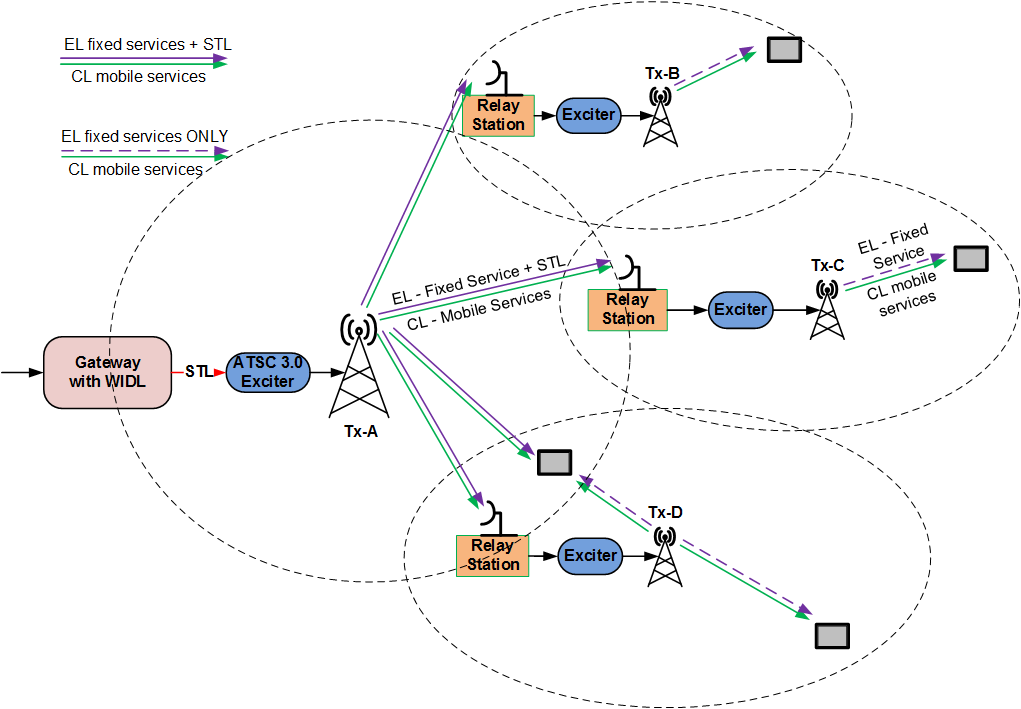 EL fixed services + STL
CL mobile services
EL fixed services ONLY
CL mobile services
Relay
Station
Exciter
Tx-B
EL - Fixed Service + STL
CL - Mobile Services
Relay
Station
Exciter
Tx-C
EL - Fixed
Service
CL mobile
services
Gateway
with WIDL
STL
ATSC 3.0
Exciter
Tx-A
Relay
Station
Exciter
Tx-D